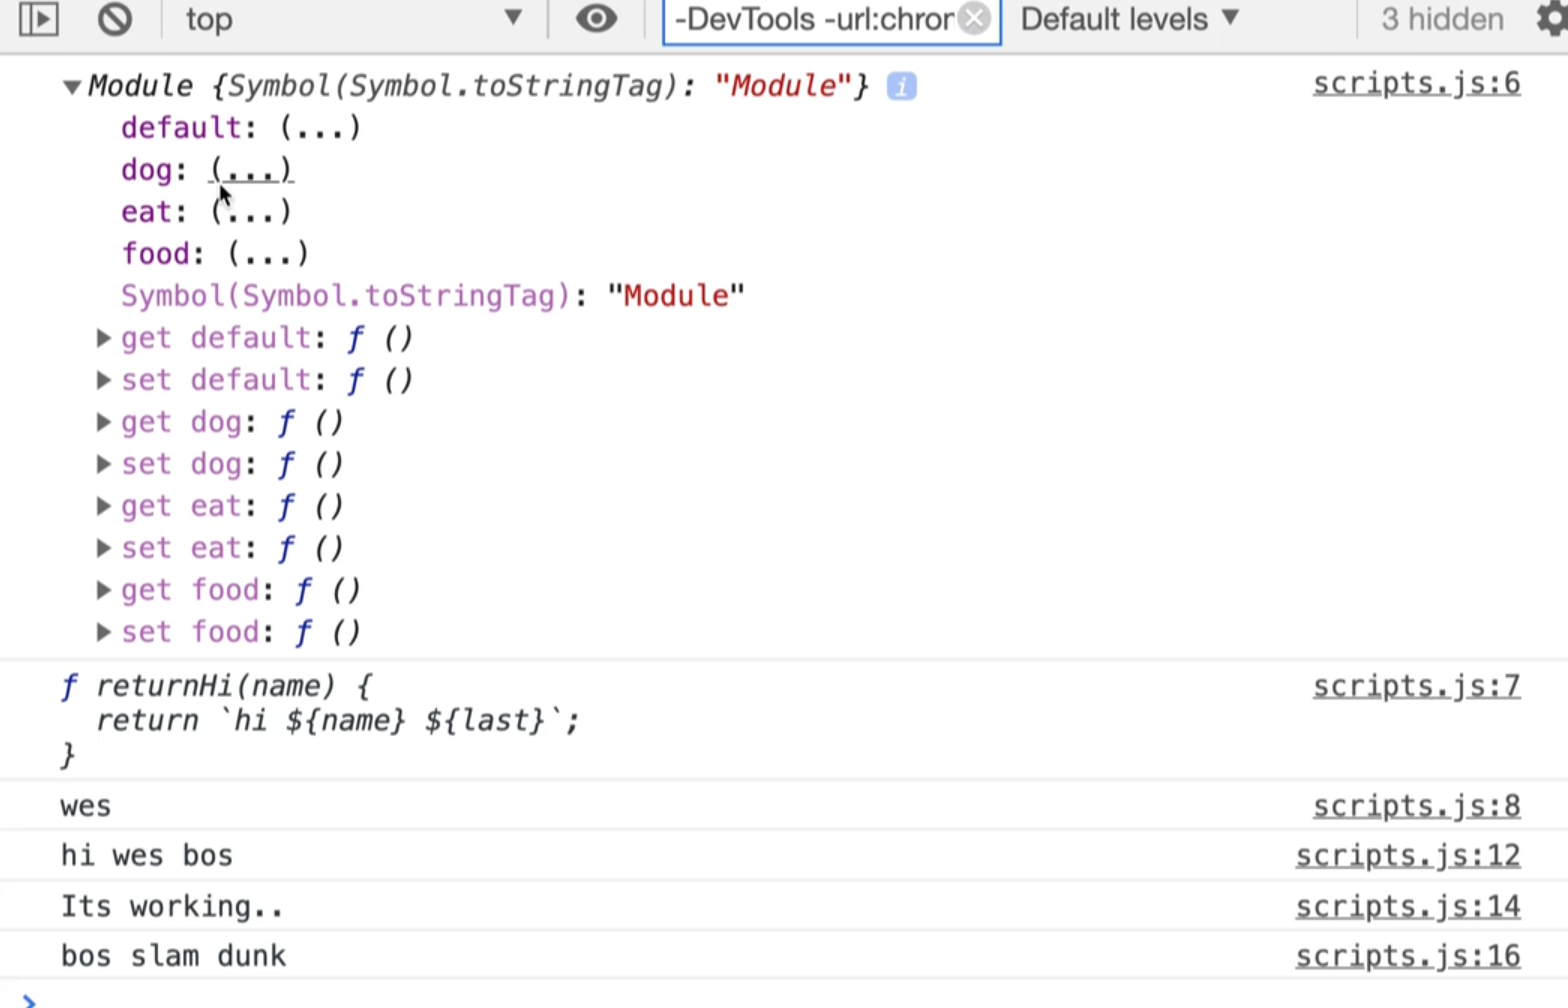 top -DevTools -url:chror Default levels 3 hidden
Module {Symbol(Symbol.toStringTag): "Module"} i scripts.js:6
default: (...)
dog: (...)
eat: (...)
food: (...)
Symbol(Symbol.toStringTag): "Module"
get default: ƒ ()
set default: ƒ ()
get dog: ƒ ()
set dog: ƒ ()
get eat: ƒ ()
set eat: ƒ ()
get food: ƒ ()
set food: ƒ ()
ƒ returnHi(name) { scripts.js:7
return `hi ${name} ${last}`;
}
wes scripts.js:8
hi wes bos scripts.js:12
Its working.. scripts.js:14
bos slam dunk scripts.js:16